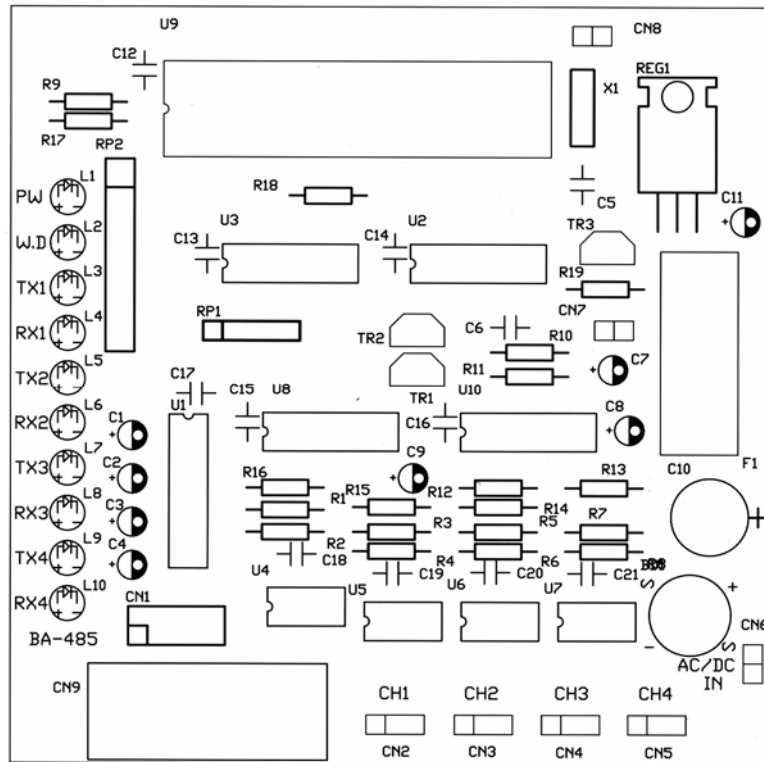 U9
CN8
C12
REG1
R9
X1
R17
RP2
L1
R18
PW
C5
C11
U3
U2
TR3
L2
W.D
C13
C14
L3
R19
TX1
CN7
L4
RP1
C6
RX1
TR2
R10
L5
R11
C7
TX2
C17
C15
U8
TR1
U10
L6
U1
C16
C8
RX2
C1
L7
C9
C2
R16
R15
R12
R13
C10
F1
TX3
L8
C3
R1
R14
RX3
R3
R5
R7
L9
C4
R2
C18
R4
R6
TX4
U4
C19
U6
C20
U7
C21
L10
U5
S
+
RX4
CN1
CN6
BA-485
-
S
AC/DC
IN
CN9
CH1
CH2
CH3
CH4
CN2
CN3
CN4
CN5